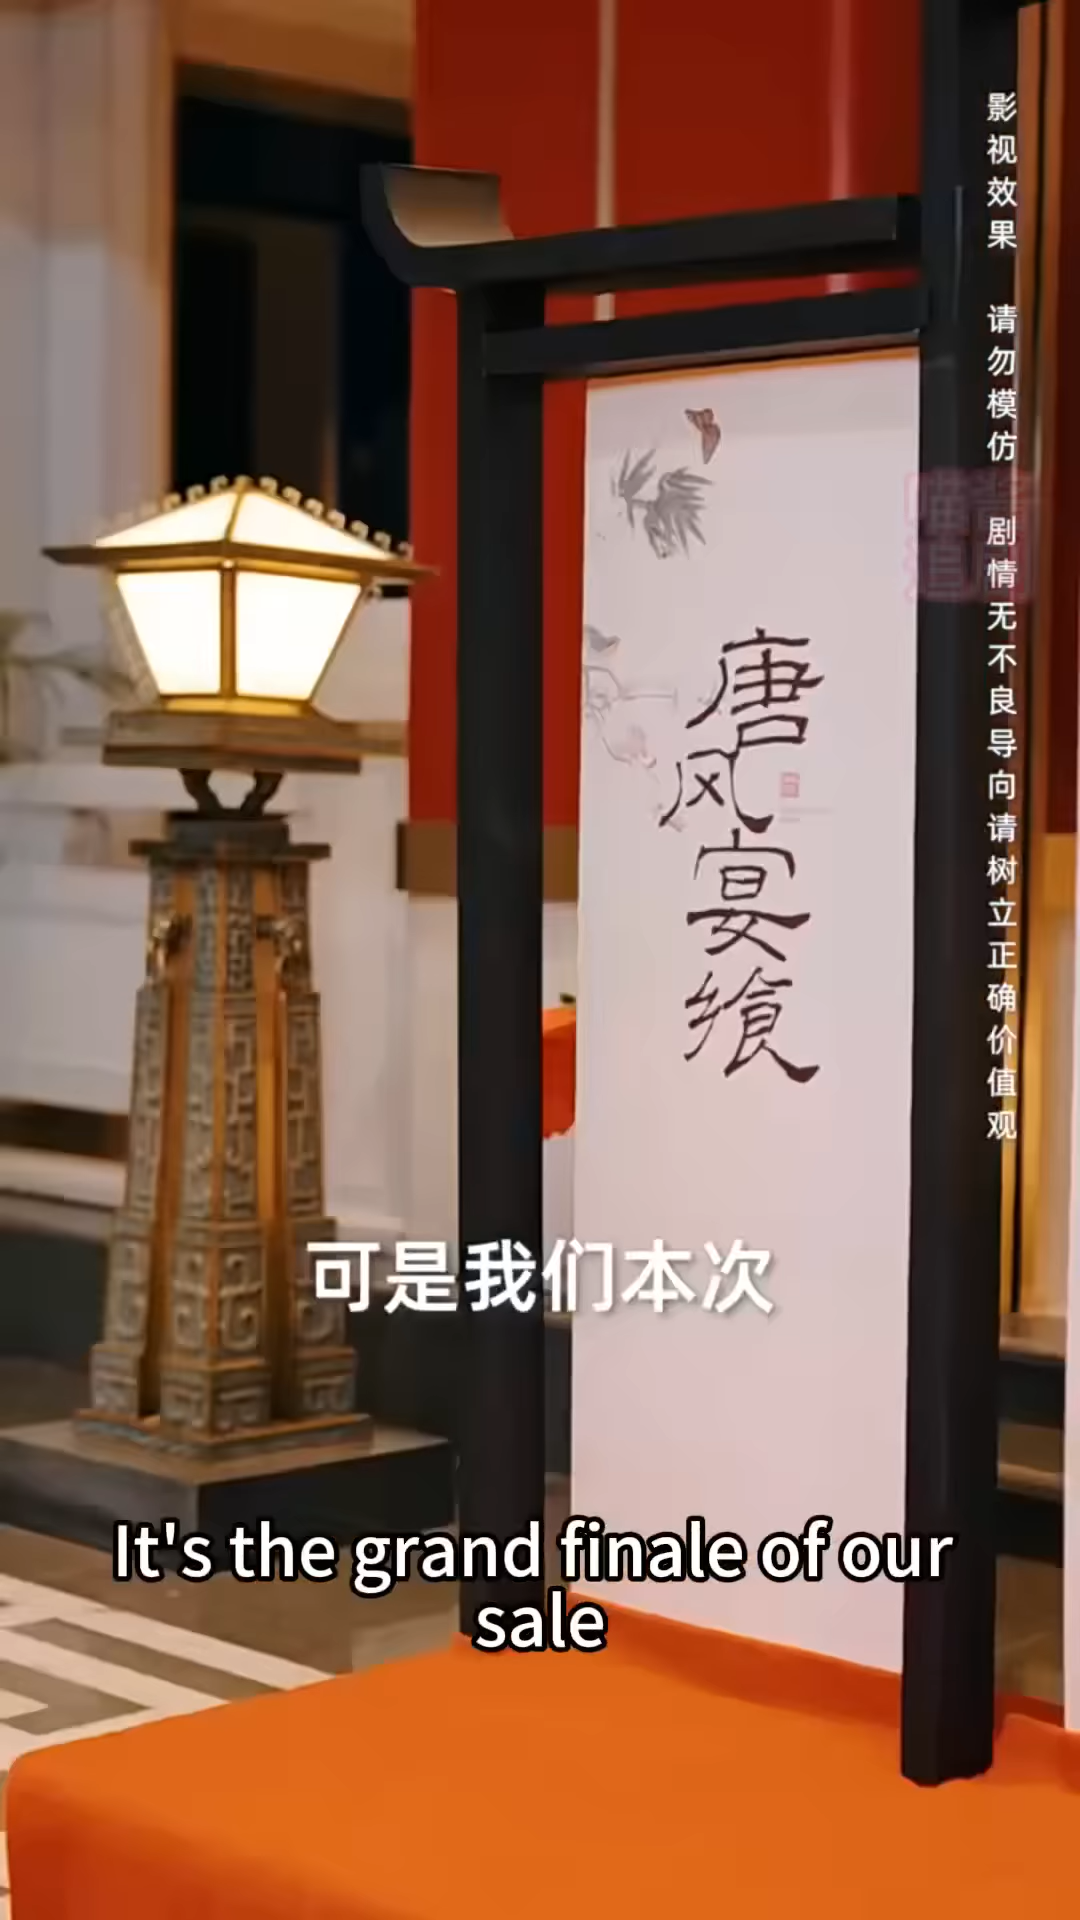 影视效果 请勿模仿 剧情无不良导向请树立正确价值观
唐风宴飨
可是我们本次
It's the grand finale of our
sale